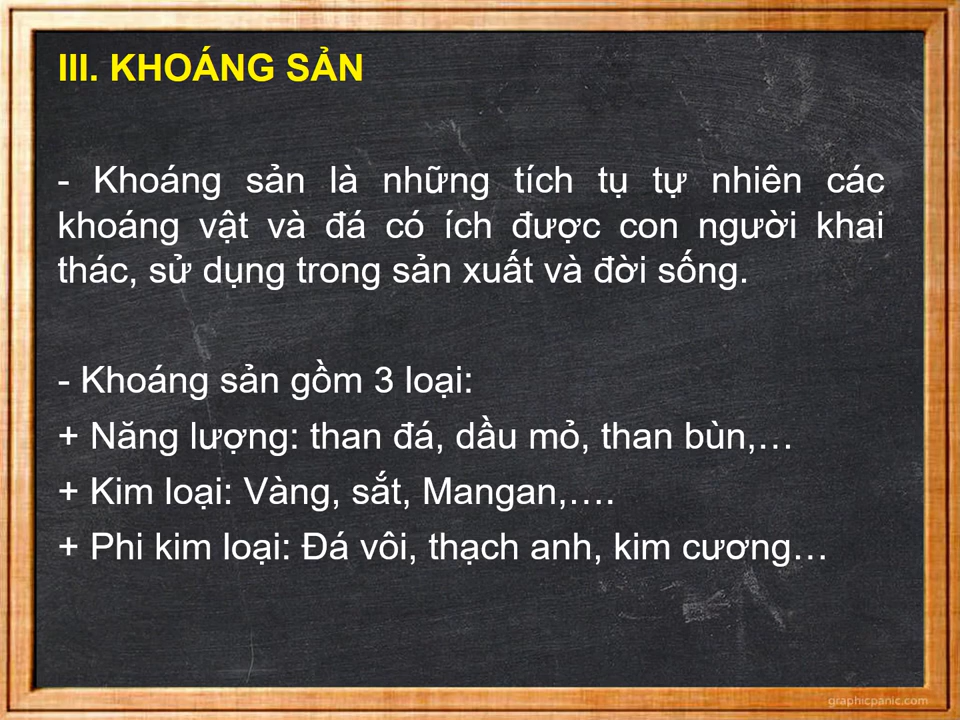 III. KHOÁNG SẢN
- Khoáng sản là những tích tụ tự nhiên các
khoáng vật và đá có ích được con người khai
thác, sử dụng trong sản xuất và đời sống.
- Khoáng sản gồm 3 loại:
+ Năng lượng: than đá, dầu mỏ, than bùn,…
+ Kim loại: Vàng, sắt, Mangan,….
+ Phi kim loại: Đá vôi, thạch anh, kim cương…
graphicpanic.com